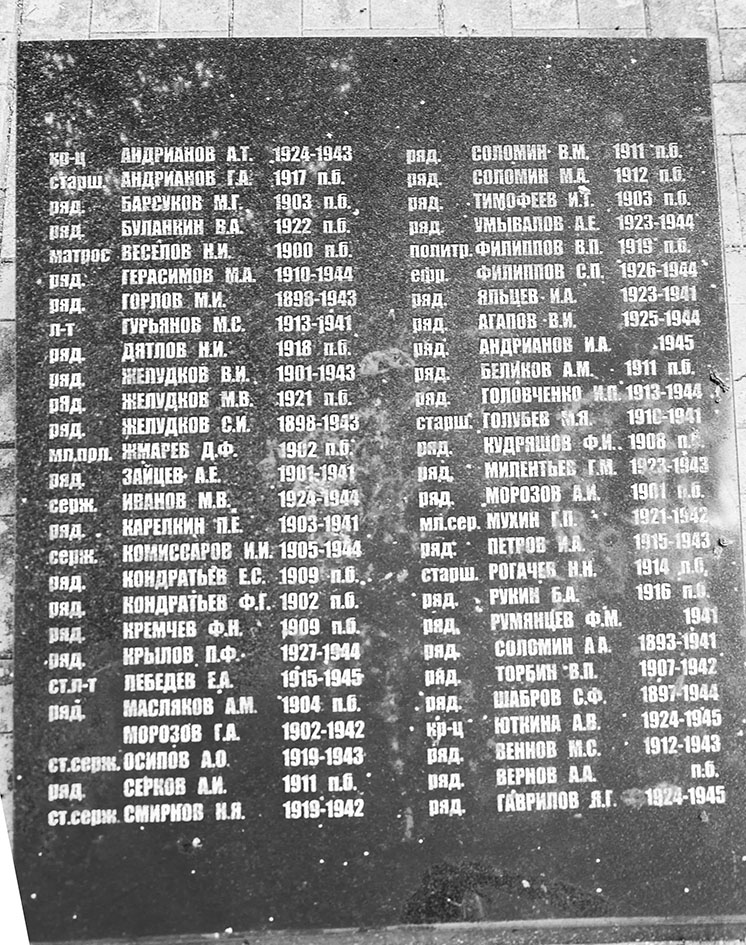 кр-ц АНДРИАНОВ А.Т. 1924-1943
старш. АНДРИАНОВ Г.А. 1917 п.б.
ряд. БАРСУКОВ М.Г. 1903 п.б.
ряд. БУЛАНКИН В.А. 1922 п.б.
матрос ВЕСЕЛОВ Н.И. 1900 п.б.
ряд. ГЕРАСИМОВ М.А. 1910-1944
ряд. ГОРЛОВ М.И. 1898-1943
л-т ГУРЬЯНОВ М.С. 1913-1941
ряд. ДЯТЛОВ Н.И. 1918 п.б.
ряд. ЖЕЛУДКОВ В.И. 1901-1943
ряд. ЖЕЛУДКОВ М.В. 1921 п.б.
ряд. ЖЕЛУДКОВ С.И. 1898-1943
мл.прл. ЖМАРЕВ Д.Ф. 1902 п.б.
ряд. ЗАЙЦЕВ А.Е. 1901-1941
серж. ИВАНОВ М.В. 1924-1944
ряд. КАРЕЛКИН П.Е. 1903-1941
серж. КОМИССАРОВ И.И. 1905-1944
ряд. КОНДРАТЬЕВ Е.С. 1909 п.б.
ряд. КОНДРАТЬЕВ Ф.Г. 1902 п.б.
ряд. КРЕМЧЕВ Ф.Н. 1909 п.б.
ряд. КРЫЛОВ П.Ф. 1927-1944
ст.л-т ЛЕБЕДЕВ Е.А. 1915-1945
ряд. МАСЛЯКОВ А.М. 1904 п.б.
МОРОЗОВ Г.А. 1902-1942
ст.серж. ОСИПОВ А.О. 1919-1943
ряд. СЕРКОВ А.И. 1911 п.б.
ст.серж. СМИРНОВ Н.Я. 1919-1942
ряд. СОЛОМИН В.М. 1911 п.б.
ряд. СОЛОМИН М.А. 1912 п.б.
ряд. ТИМОФЕЕВ И.Т. 1903 п.б.
ряд. УМЫВАЛОВ А.Е. 1923-1944
политр. ФИЛИППОВ В.П. 1919 п.б.
ефр. ФИЛИППОВ С.П. 1926-1944
ряд. ЯЛЬЦЕВ И.А. 1923-1941
ряд. АГАПОВ В.И. 1925-1944
ряд. АНДРИАНОВ И.А. -1945
ряд. БЕЛИКОВ А.М. 1911 п.б.
ряд. ГОЛОВЧЕНКО И.П. 1913-1944
старш. ГОЛУБЕВ М.Я. 1910-1941
ряд. КУДРЯШОВ Ф.И. 1908 п.б.
ряд. МИЛЕНТЬЕВ Г.М. 1923-1943
ряд. МОРОЗОВ А.И. 1901 п.б.
мл.сер. МУХИН Г.П. 1921-1942
ряд. ПЕТРОВ И.А. 1915-1943
старш. РОГАЧЕВ Н.Н. 1914 п.б.
ряд. РУКИН Б.А. 1916 п.б.
ряд. РУМЯНЦЕВ Ф.М. 1941
ряд. СОЛОМИН А.А. 1893-1941
ряд. ТОРБИН В.П. 1907-1942
ряд. ШАБРОВ С.Ф. 1897-1944
кр-ц ЮТКИНА А.В. 1924-1945
ряд. ВЕННОВ М.С. 1912-1943
ряд. ВЕРНОВ А.А. п.б.
ряд. ГАВРИЛОВ Я.Г. 1924-1945